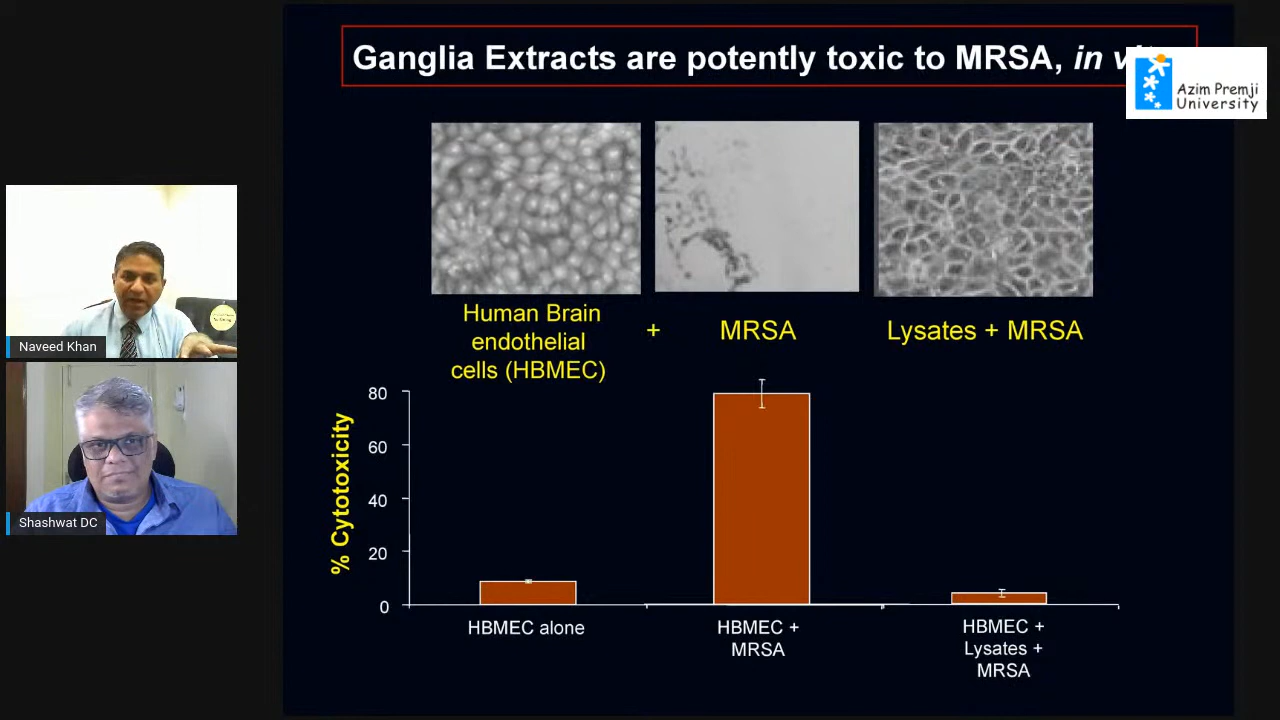 Ganglia Extracts are potently toxic to MRSA, in
Azim Premji
University
Human Brain
endothelial
cells (HBMEC)
+
MRSA
Lysates + MRSA
% Cytotoxicity
80
60
40
20
0
HBMEC alone
HBMEC +
MRSA
HBMEC +
Lysates +
MRSA
Naveed Khan
Shashwat DC